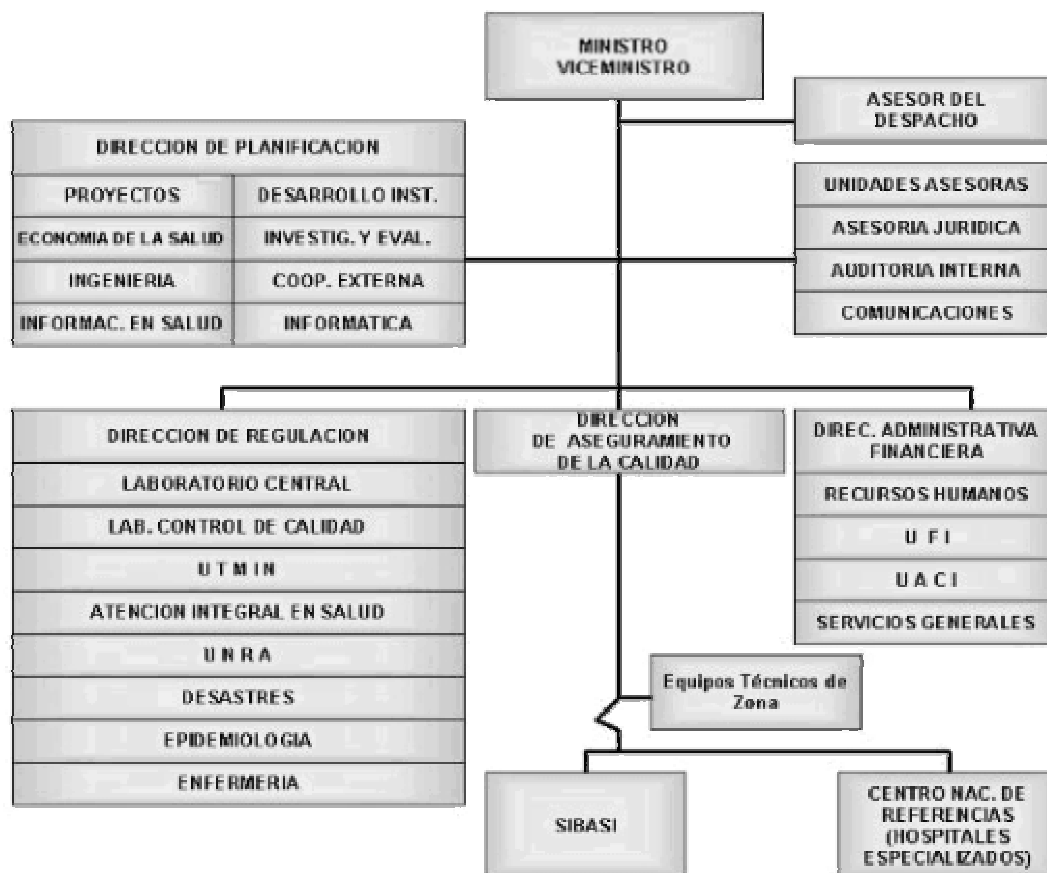 MINISTRO
VICEMINISTRO
ASESOR DEL
DESPACHO
DIRECCION DE PLANIFICACION
PROYECTOS
DESARROLLO INST.
ECONOMIA DE LA SALUD
INVESTIG. Y EVAL.
INGENIERIA
COOP. EXTERNA
INFORMAC. EN SALUD
INFORMATICA
UNIDADES ASESORAS
ASESORIA JURIDICA
AUDITORIA INTERNA
COMUNICACIONES
DIRECCION DE REGULACION
LABORATORIO CENTRAL
LAB. CONTROL DE CALIDAD
U T M I N
ATENCION INTEGRAL EN SALUD
U N R A
DESASTRES
EPIDEMIOLOGIA
ENFERMERIA
DIRECCION
DE ASEGURAMIENTO
DE LA CALIDAD
DIREC. ADMINISTRATIVA
FINANCIERA
RECURSOS HUMANOS
U F I
U A C I
SERVICIOS GENERALES
Equipos Técnicos de
Zona
SIBASI
CENTRO NAC. DE
REFERENCIAS
(HOSPITALES
ESPECIALIZADOS)